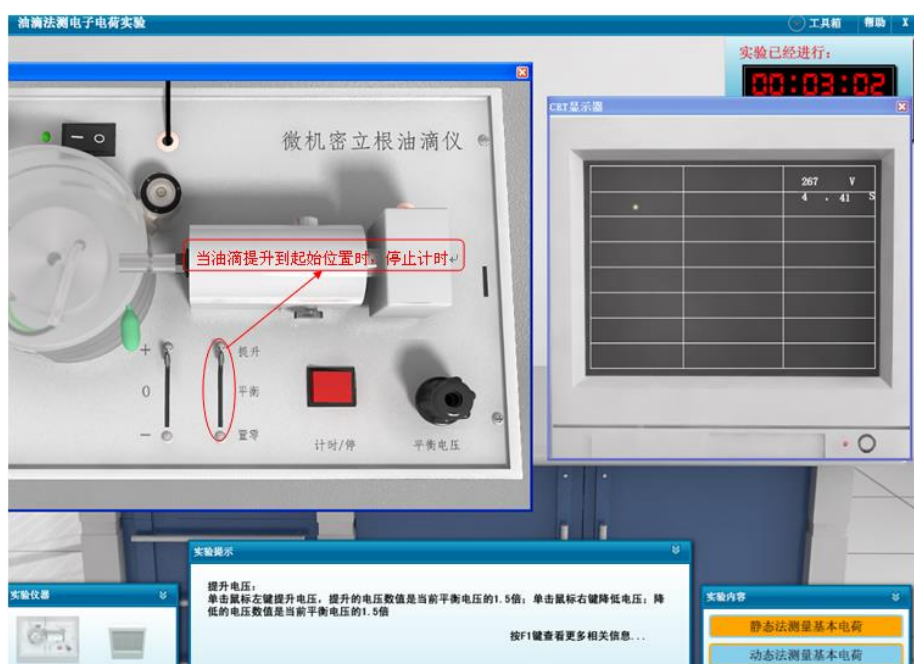 油滴法测电子电荷实验
工具箱 帮助 X
实验已经进行：
00:03:02
CRT显示器
微机密立根油滴仪
267 V
4 . 41 S
当油滴提升到起始位置时，停止计时
+ 提升
0 平衡
- 置零
计时/停
平衡电压
实验提示
提升电压：
单击鼠标左键提升电压，提升的电压数值是当前平衡电压的1.5倍；单击鼠标右键降低电压；降
低的电压数值是当前平衡电压的1.5倍
按F1键查看更多相关信息...
实验仪器
实验内容
静态法测量基本电荷
动态法测量基本电荷